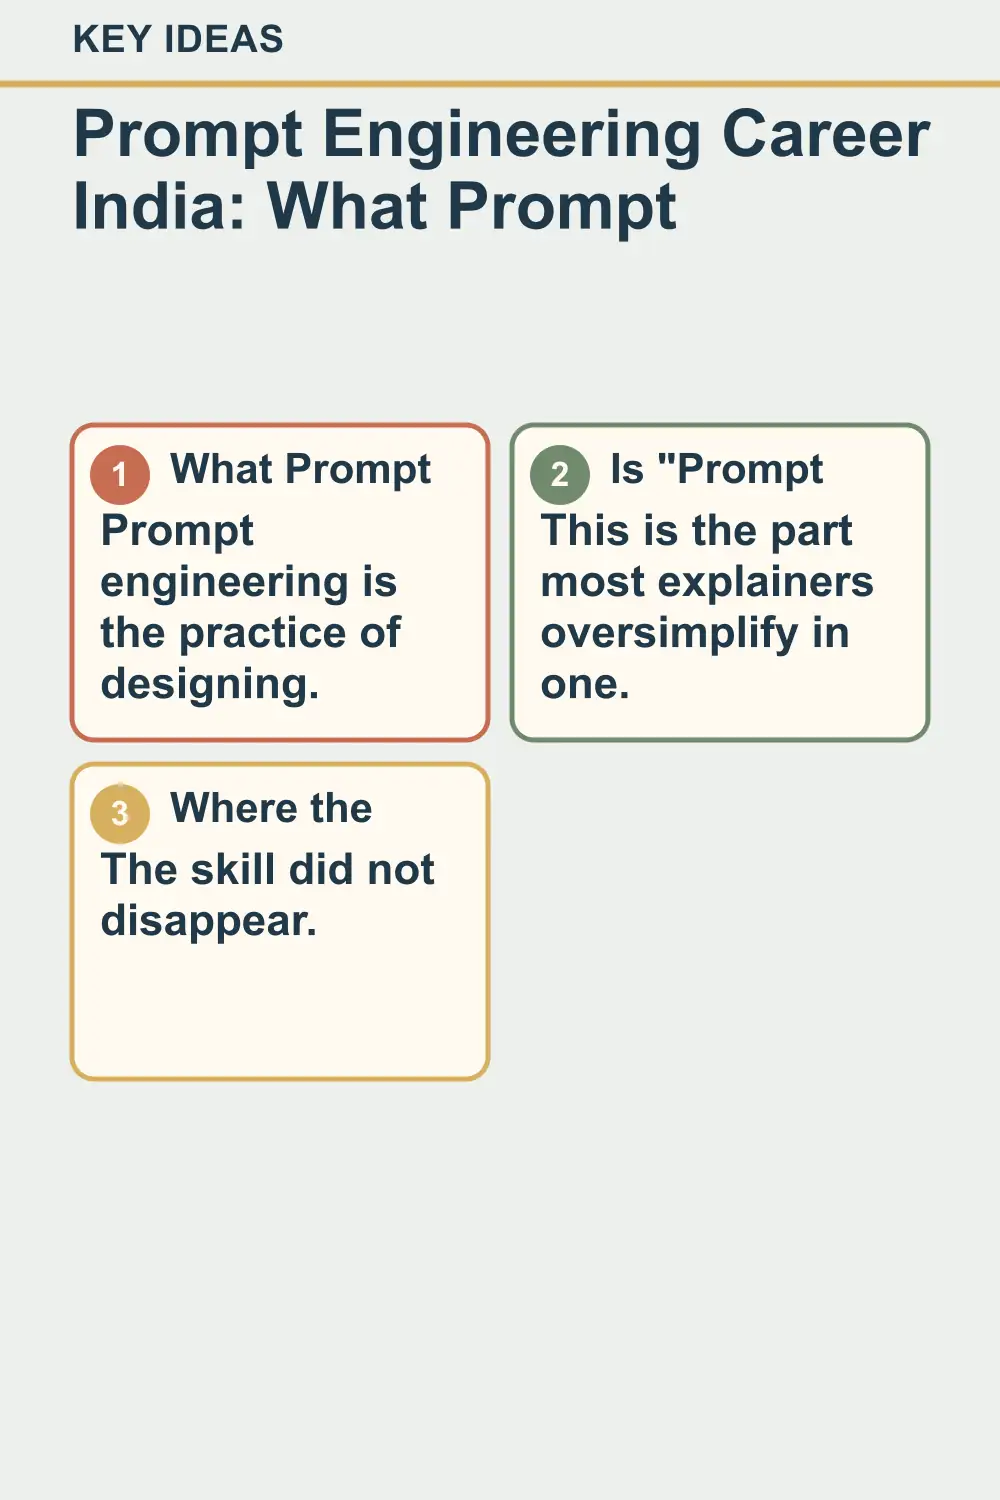 KEY IDEAS
Prompt Engineering Career
India: What Prompt
1 What Prompt
Prompt
engineering is
the practice of
designing.
2 Is "Prompt
This is the part
most explainers
oversimplify in
one.
3 Where the
The skill did not
disappear.